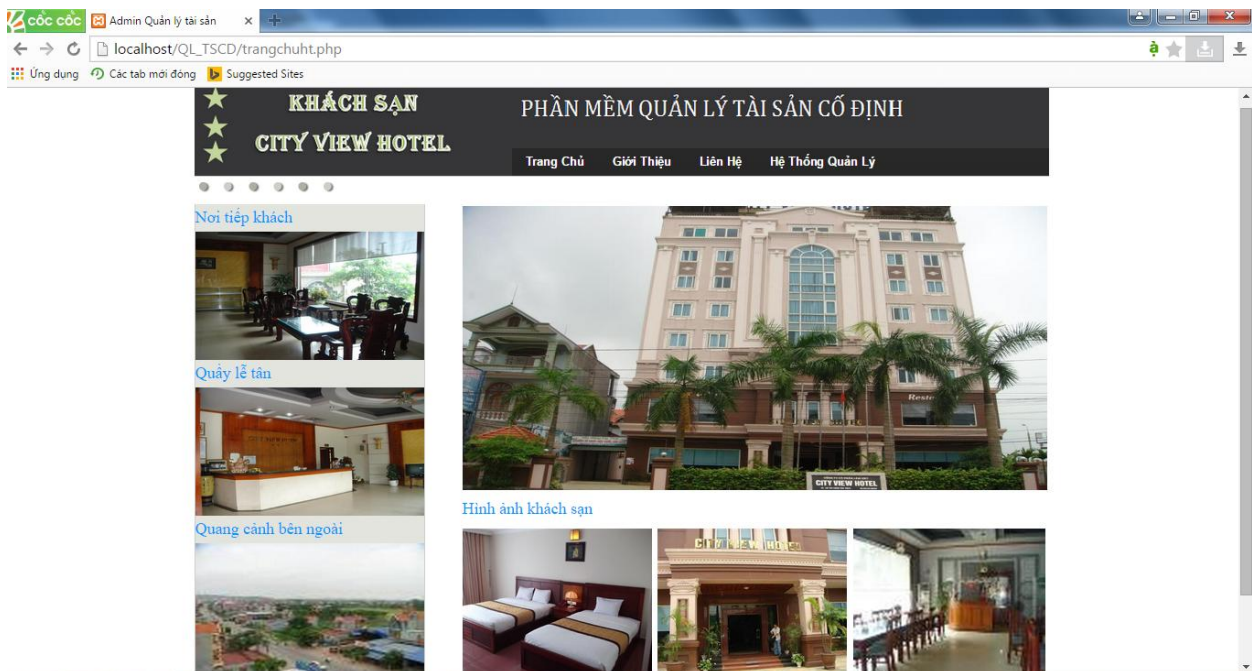 cốc cốc
Admin Quản lý tài sản
localhost/QL_TSCD/trangchuht.php
Ứng dụng
Các tab mới đóng
Suggested Sites
KHÁCH SẠN
CITY VIEW HOTEL
PHẦN MỀM QUẢN LÝ TÀI SẢN CỐ ĐỊNH
Trang Chủ Giới Thiệu Liên Hệ Hệ Thống Quản Lý
Nơi tiếp khách
Quầy lễ tân
Quang cảnh bên ngoài
CITY VIEW HOTEL
Hình ảnh khách sạn
CITY VIEW HOTEL